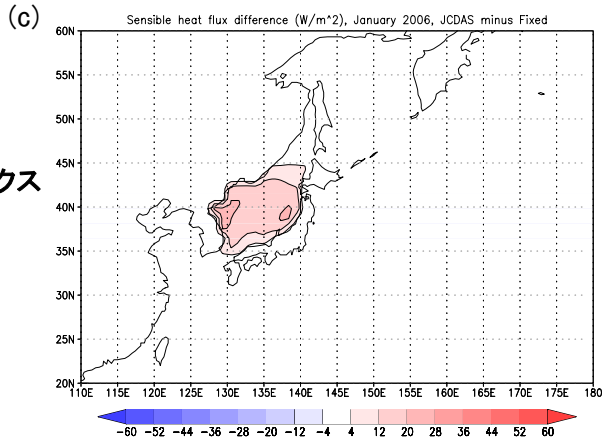 (c)
Sensible heat flux difference (W/m^2), January 2006, JCDAS minus Fixed
クス
60N
55N
50N
45N
40N
35N
30N
25N
20N
110E 115E 120E 125E 130E 135E 140E 145E 150E 155E 160E 165E 170E 175E 180
-60 -52 -44 -36 -28 -20 -12 -4 4 12 20 28 36 44 52 60